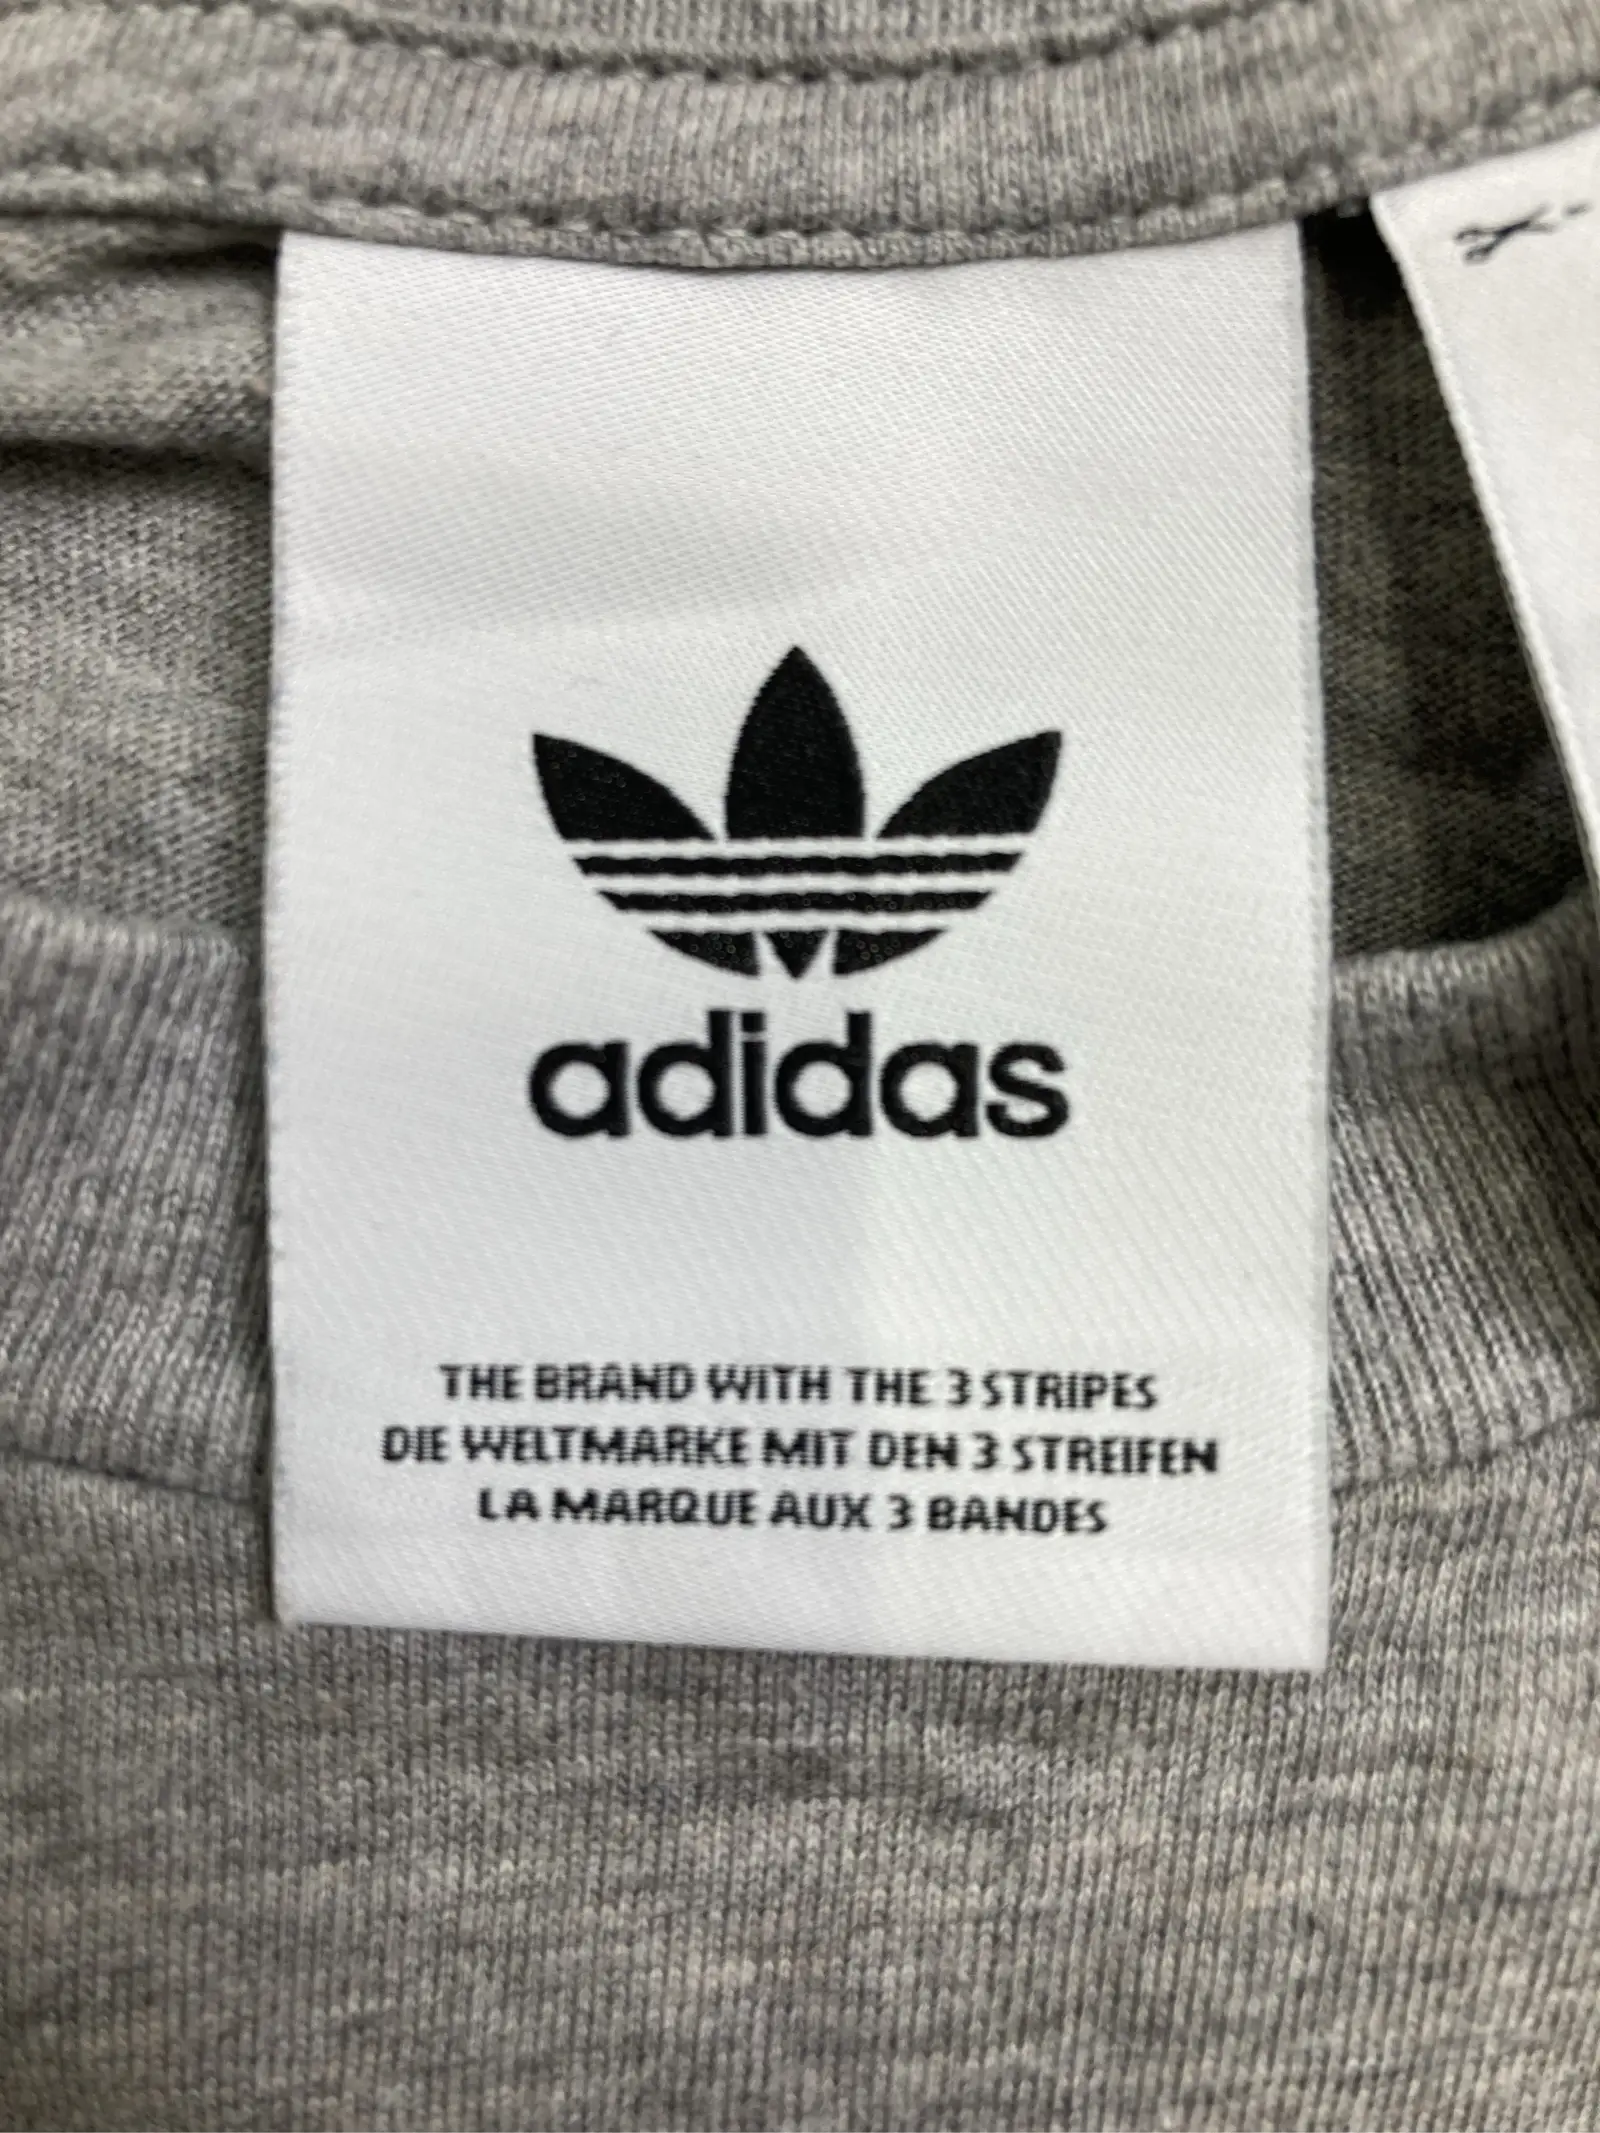 adidas
THE BRAND WITH THE 3 STRIPES
DIE WELTMARKE MIT DEN 3 STREIFEN
LA MARQUE AUX 3 BANDES